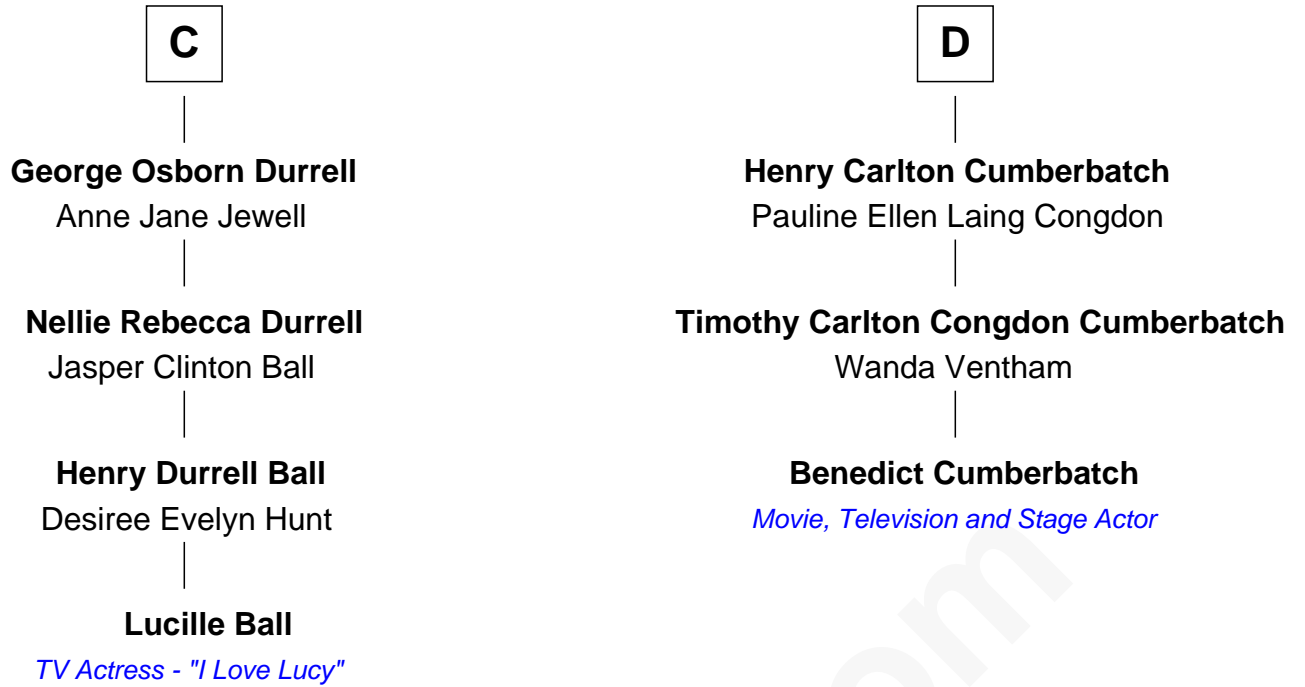 C
George Osborn Durrell
Anne Jane Jewell
Nellie Rebecca Durrell
Jasper Clinton Ball
Henry Durrell Ball
Desiree Evelyn Hunt
Lucille Ball
TV Actress - "I Love Lucy"
D
Henry Carlton Cumberbatch
Pauline Ellen Laing Congdon
Timothy Carlton Congdon Cumberbatch
Wanda Ventham
Benedict Cumberbatch
Movie, Television and Stage Actor
om